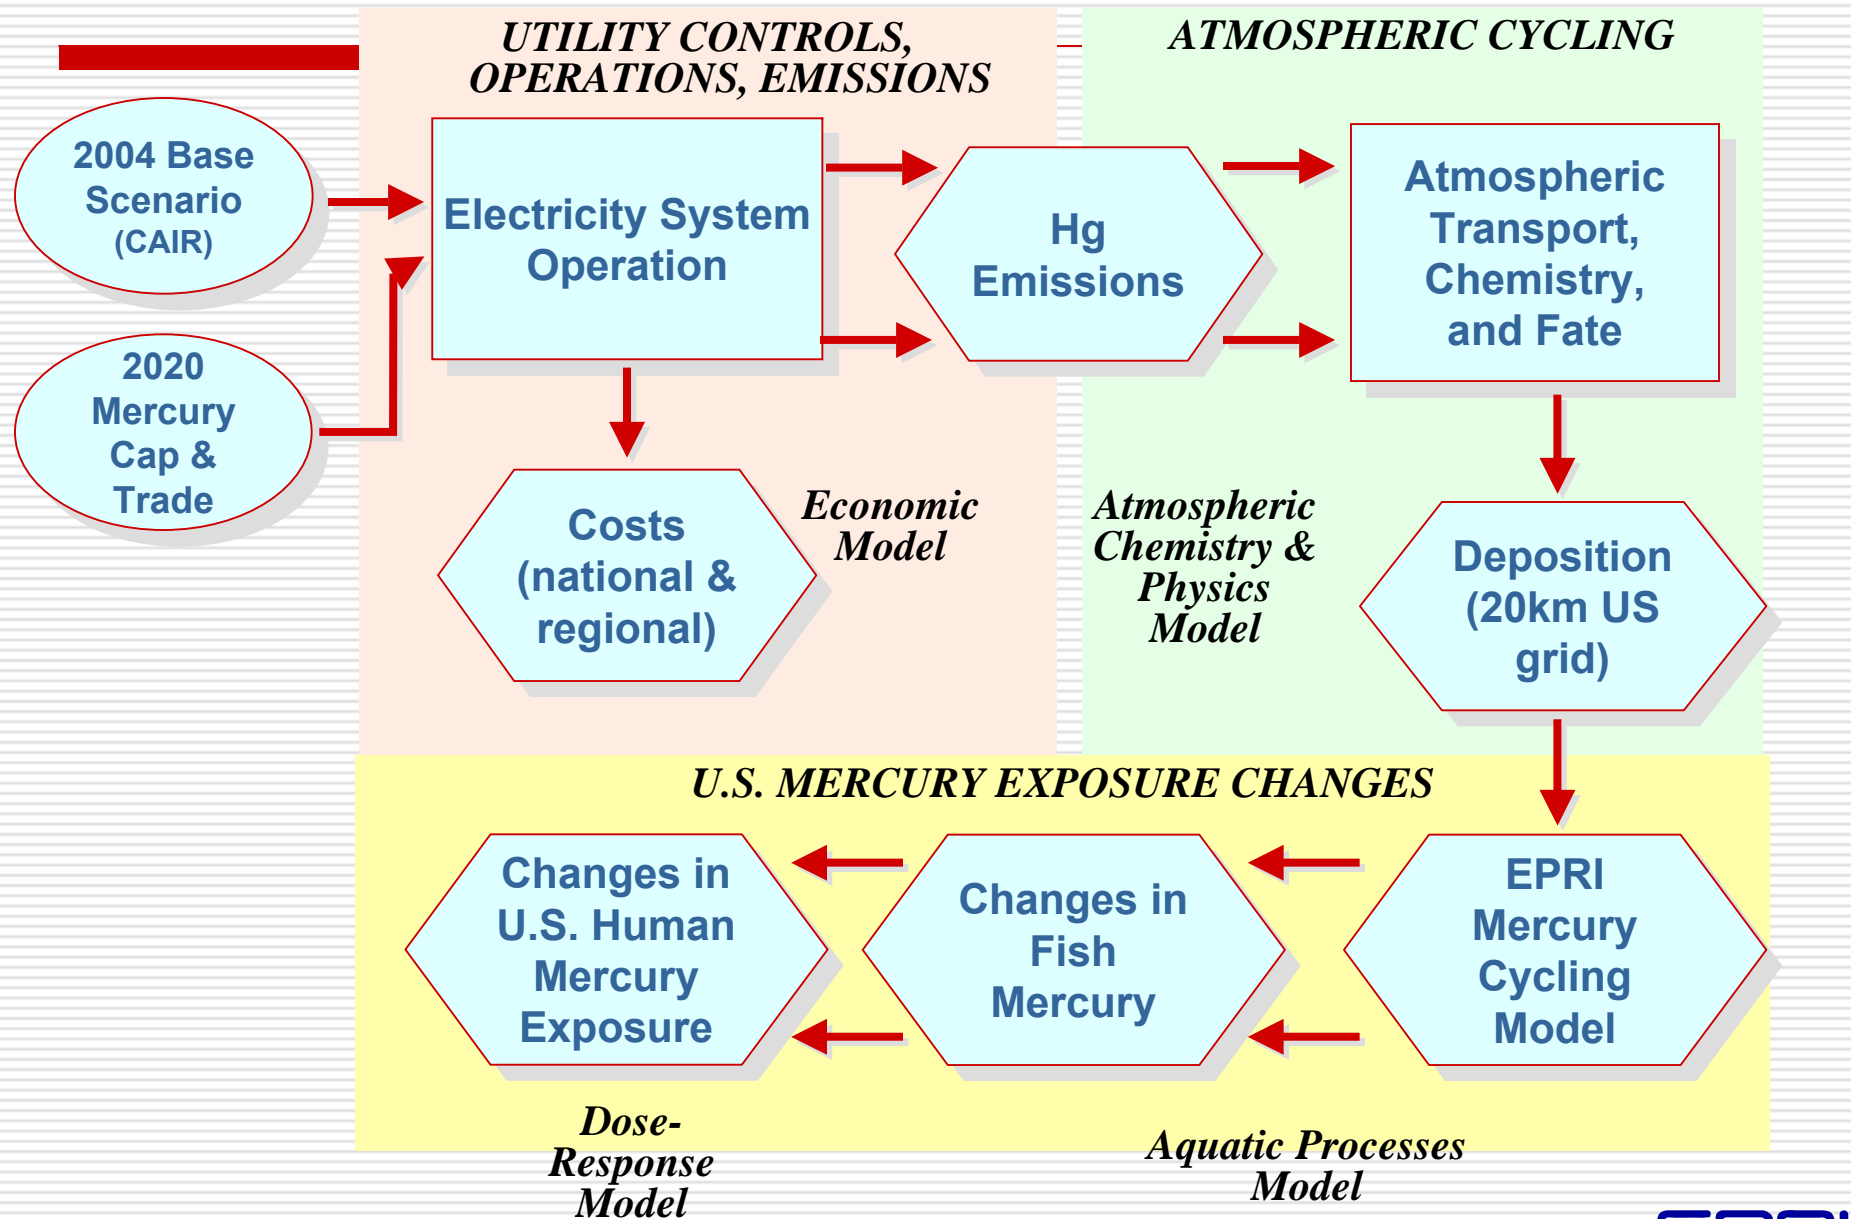 UTILITY CONTROLS,
OPERATIONS, EMISSIONS
ATMOSPHERIC CYCLING
2004 Base
Scenario
(CAIR)
2020
Mercury
Cap &
Trade
Electricity System
Operation
Hg
Emissions
Atmospheric
Transport,
Chemistry,
and Fate
Costs
(national &
regional)
Economic
Model
Atmospheric
Chemistry &
Physics
Model
Deposition
(20km US
grid)
U.S. MERCURY EXPOSURE CHANGES
Changes in
U.S. Human
Mercury
Exposure
Changes in
Fish
Mercury
EPRI
Mercury
Cycling
Model
Dose-
Response
Model
Aquatic Processes
Model